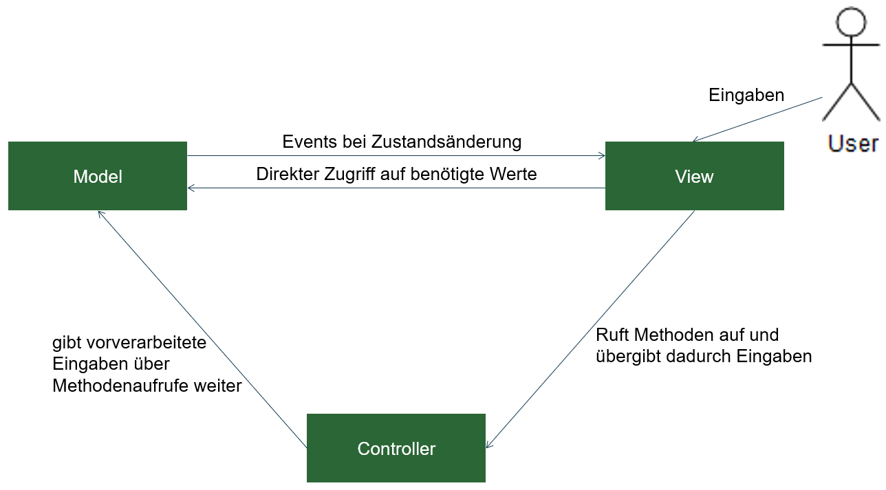 Eingaben
User
Events bei Zustandsänderung
Model
Direkter Zugriff auf benötigte Werte
View
gibt vorverarbeitete
Eingaben über
Methodenaufrufe weiter
Ruft Methoden auf und
übergibt dadurch Eingaben
Controller